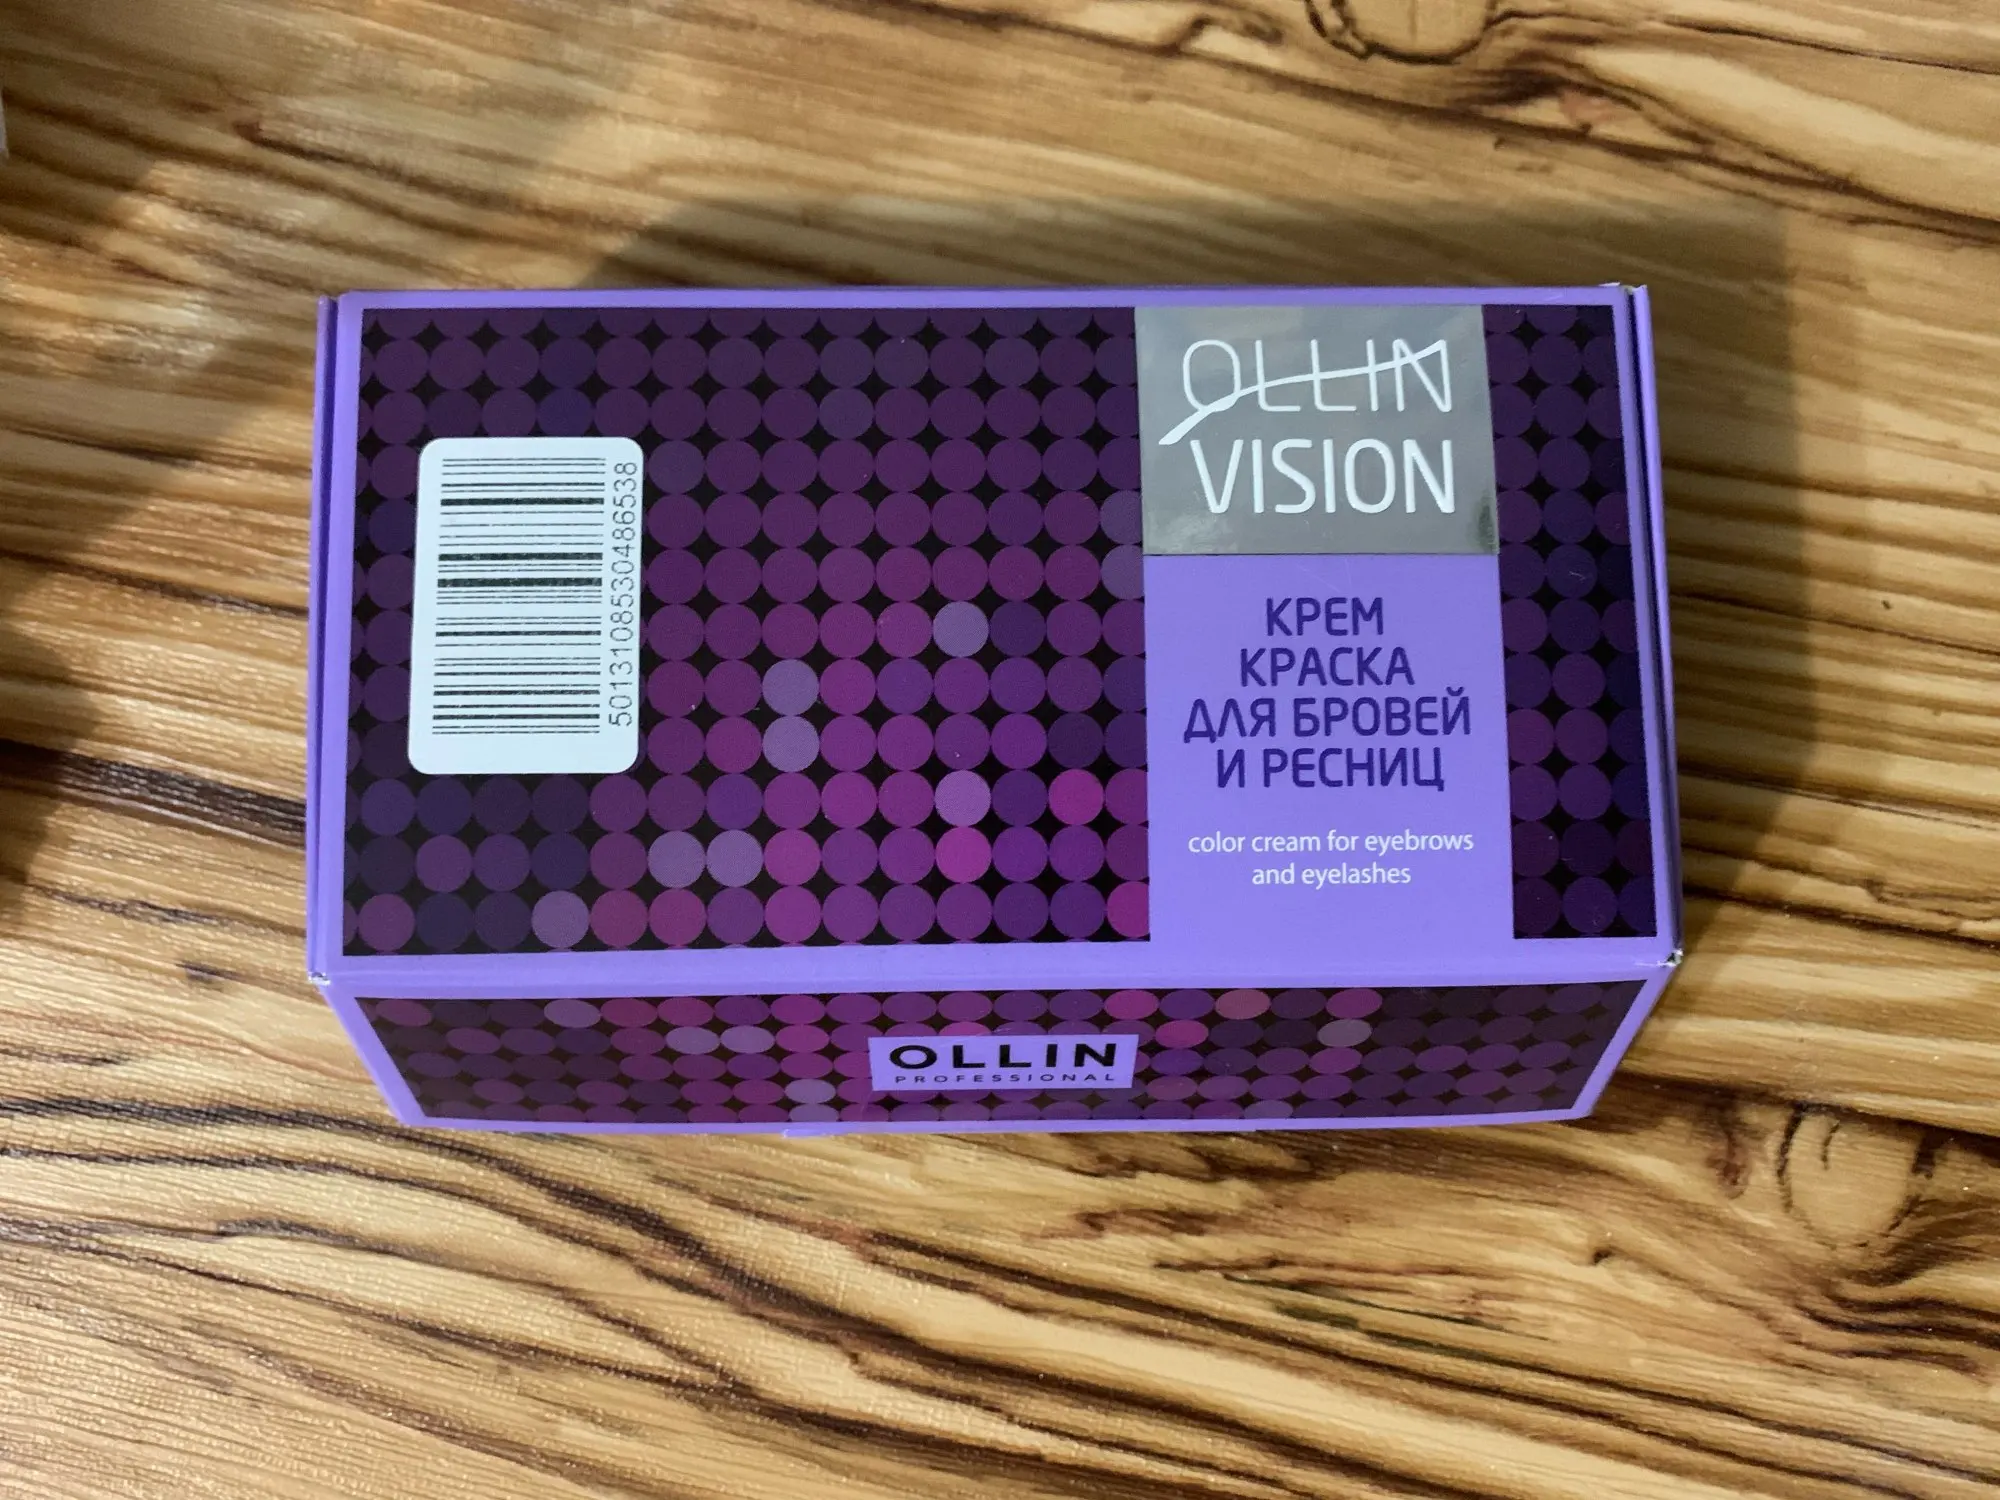 OLLIN
VISION
КРЕМ
КРАСКА
ДЛЯ БРОВЕЙ
И РЕСНИЦ
color cream for eyebrows
and eyelashes
5013108530486538
OLLIN
PROFESSIONAL